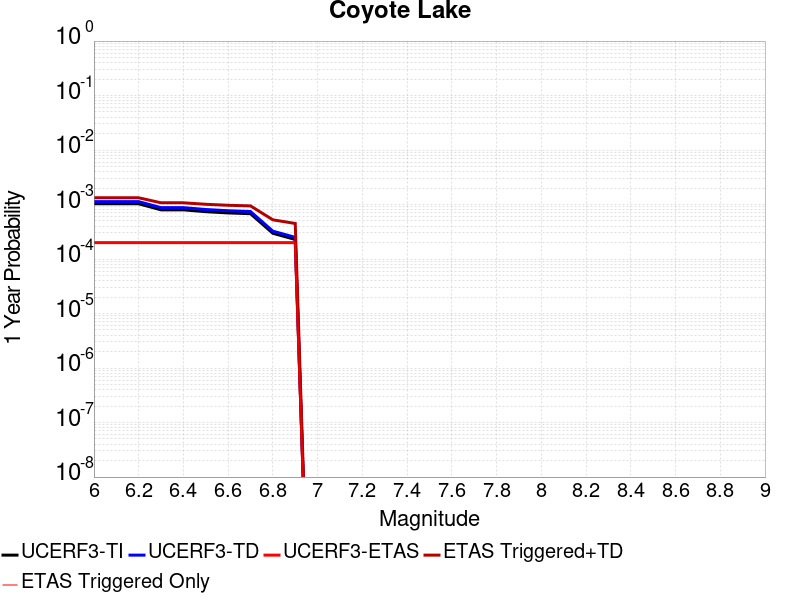 Coyote Lake
10^0
10^-1
10^-2
10^-3
10^-4
10^-5
10^-6
10^-7
10^-8
1 Year Probability
6 6.2 6.4 6.6 6.8 7 7.2 7.4 7.6 7.8 8 8.2 8.4 8.6 8.8 9
Magnitude
UCERF3-TI UCERF3-TD UCERF3-ETAS ETAS Triggered+TD
ETAS Triggered Only